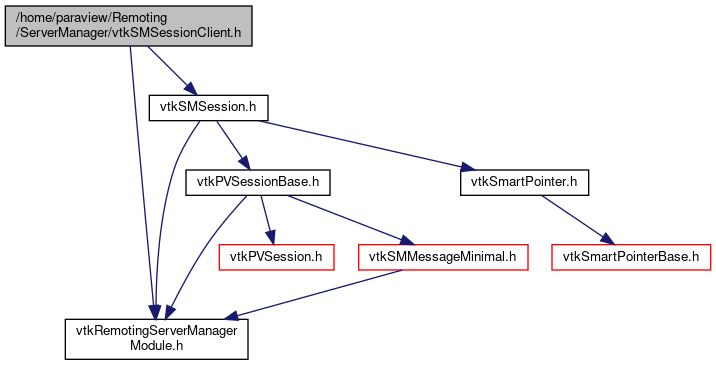 /home/paraview/Remoting
/ServerManager/vtkSMSessionClient.h
vtkSMSession.h
vtkPVSessionBase.h
vtkSmartPointer.h
vtkPVSession.h
vtkSMMessageMinimal.h
vtkSmartPointerBase.h
vtkRemotingServerManager
Module.h